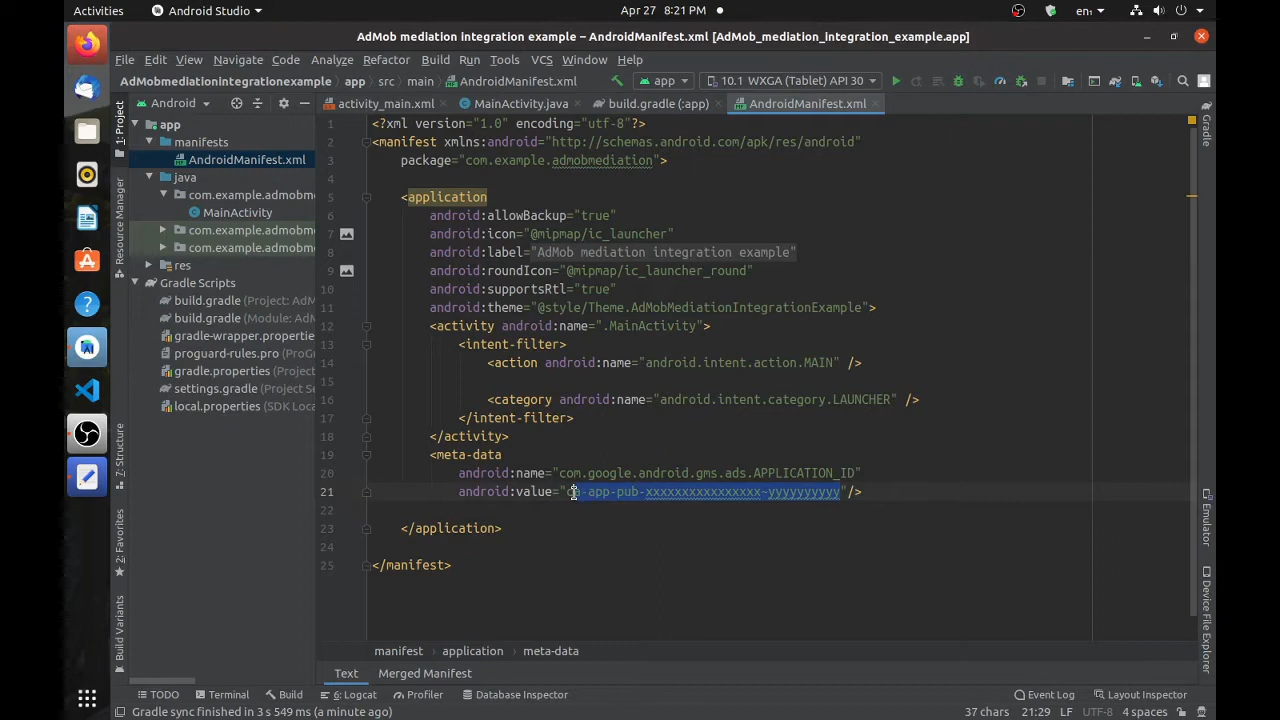 Activities
Android Studio
Apr 27 8:21 PM
en₁
AdMob mediation integration example – AndroidManifest.xml [AdMob_mediation_integration_example.app]
File Edit View Navigate Code Analyze Refactor Build Run Tools VCS Window Help
AdMobmediationintegrationexample app src main AndroidManifest.xml
app
10.1 WXGA (Tablet) API 30
Android
activity_main.xml
MainActivity.java
build.gradle (:app)
AndroidManifest.xml
1: Project
Resource Manager
7: Structure
2: Favorites
Build Variants
app
manifests
AndroidManifest.xml
java
com.example.admobme
MainActivity
com.example.admobme
com.example.admobme
res
Gradle Scripts
build.gradle (Project: AdM
build.gradle (Module: AdM
gradle-wrapper.properties
proguard-rules.pro (ProGu
gradle.properties (Project
settings.gradle (Project Se
local.properties (SDK Loca
1 <?xml version="1.0" encoding="utf-8"?>
2 <manifest xmlns:android="http://schemas.android.com/apk/res/android"
3 package="com.example.admobmediation">
4
5 <application
6 android:allowBackup="true"
7 android:icon="@mipmap/ic_launcher"
8 android:label="AdMob mediation integration example"
9 android:roundIcon="@mipmap/ic_launcher_round"
10 android:supportsRtl="true"
11 android:theme="@style/Theme.AdMobMediationIntegrationExample">
12 <activity android:name=".MainActivity">
13 <intent-filter>
14 <action android:name="android.intent.action.MAIN" />
15
16 <category android:name="android.intent.category.LAUNCHER" />
17 </intent-filter>
18 </activity>
19 <meta-data
20 android:name="com.google.android.gms.ads.APPLICATION_ID"
21 android:value="ca-app-pub-xxxxxxxxxxxxxxxx~yyyyyyyyyy"/>
22
23 </application>
24
25 </manifest>
Gradle
Emulator
Device File Explorer
manifest application meta-data
Text Merged Manifest
TODO Terminal Build 6: Logcat Profiler Database Inspector Event Log Layout Inspector
Gradle sync finished in 3 s 549 ms (a minute ago) 37 chars 21:29 LF UTF-8 4 spaces